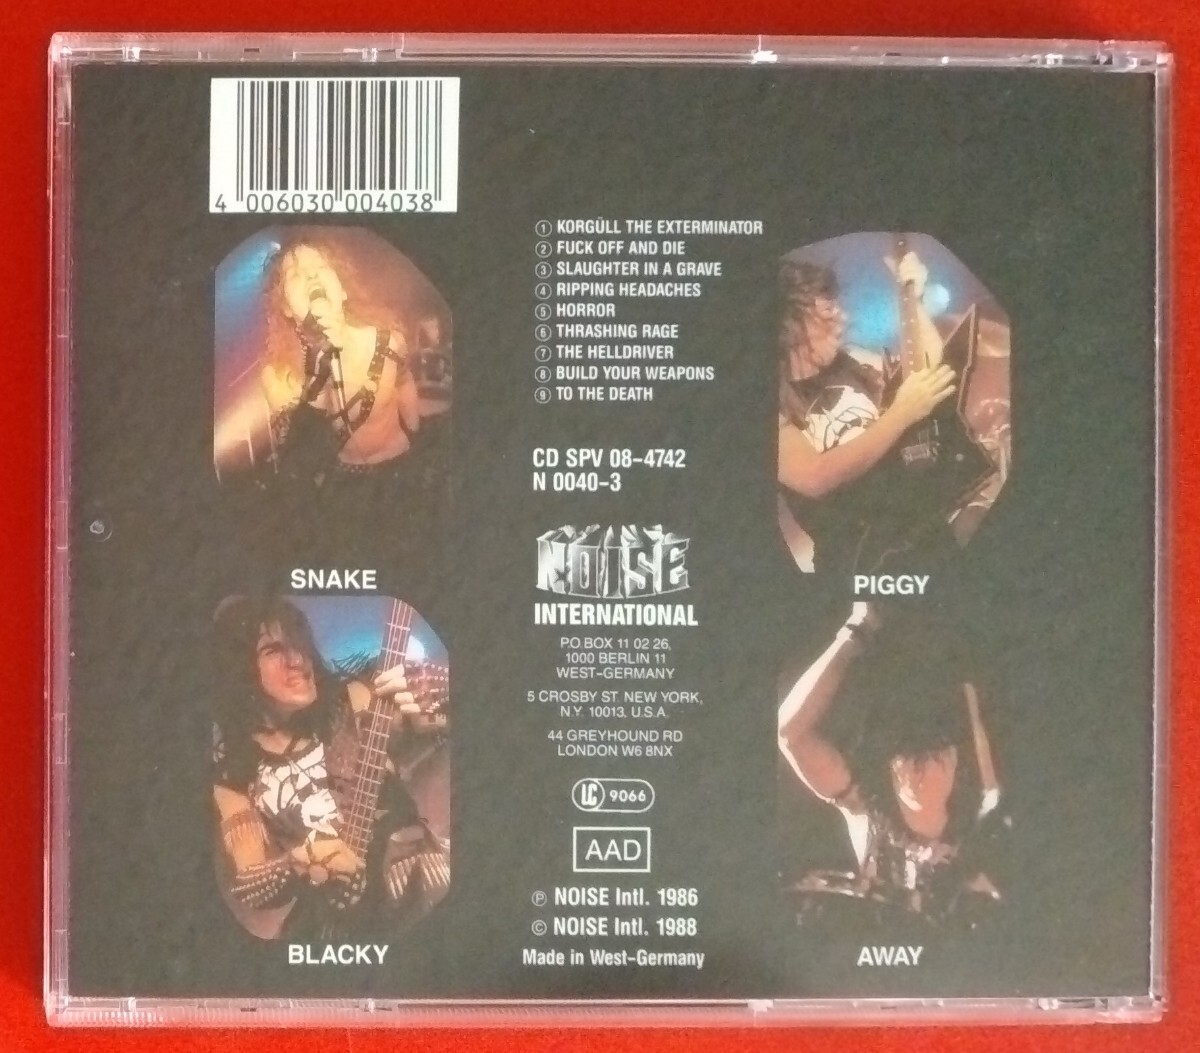 4 006030 004038
① KORGÜLL THE EXTERMINATOR
② FUCK OFF AND DIE
③ SLAUGHTER IN A GRAVE
④ RIPPING HEADACHES
⑤ HORROR
⑥ THRASHING RAGE
⑦ THE HELLDRIVER
⑧ BUILD YOUR WEAPONS
⑨ TO THE DEATH
CD SPV 08-4742
N 0040-3
NOISE
INTERNATIONAL
P.O.BOX 11 02 26,
1000 BERLIN 11
WEST-GERMANY
5 CROSBY ST. NEW YORK,
N.Y. 10013, U.S.A.
44 GREYHOUND RD
LONDON W6 8NX
LC 9066
AAD
Ⓟ NOISE Intl. 1986
© NOISE Intl. 1988
Made in West-Germany
SNAKE
PIGGY
BLACKY
AWAY